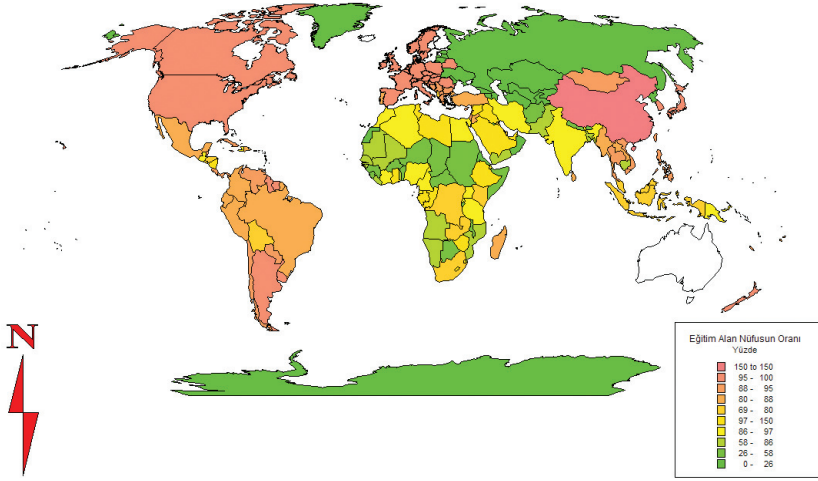 N
Eğitim Alan Nüfusun Oranı
Yüzde
150 to 150
95 - 100
88 - 95
80 - 88
69 - 80
97 - 150
86 - 97
58 - 86
26 - 58
0 - 26